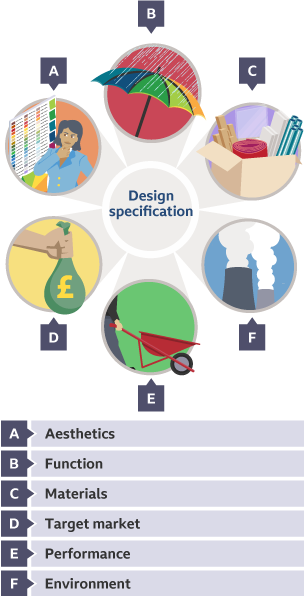 B
A
C
Design
specification
£
D
F
E
A Aesthetics
B Function
C Materials
D Target market
E Performance
F Environment